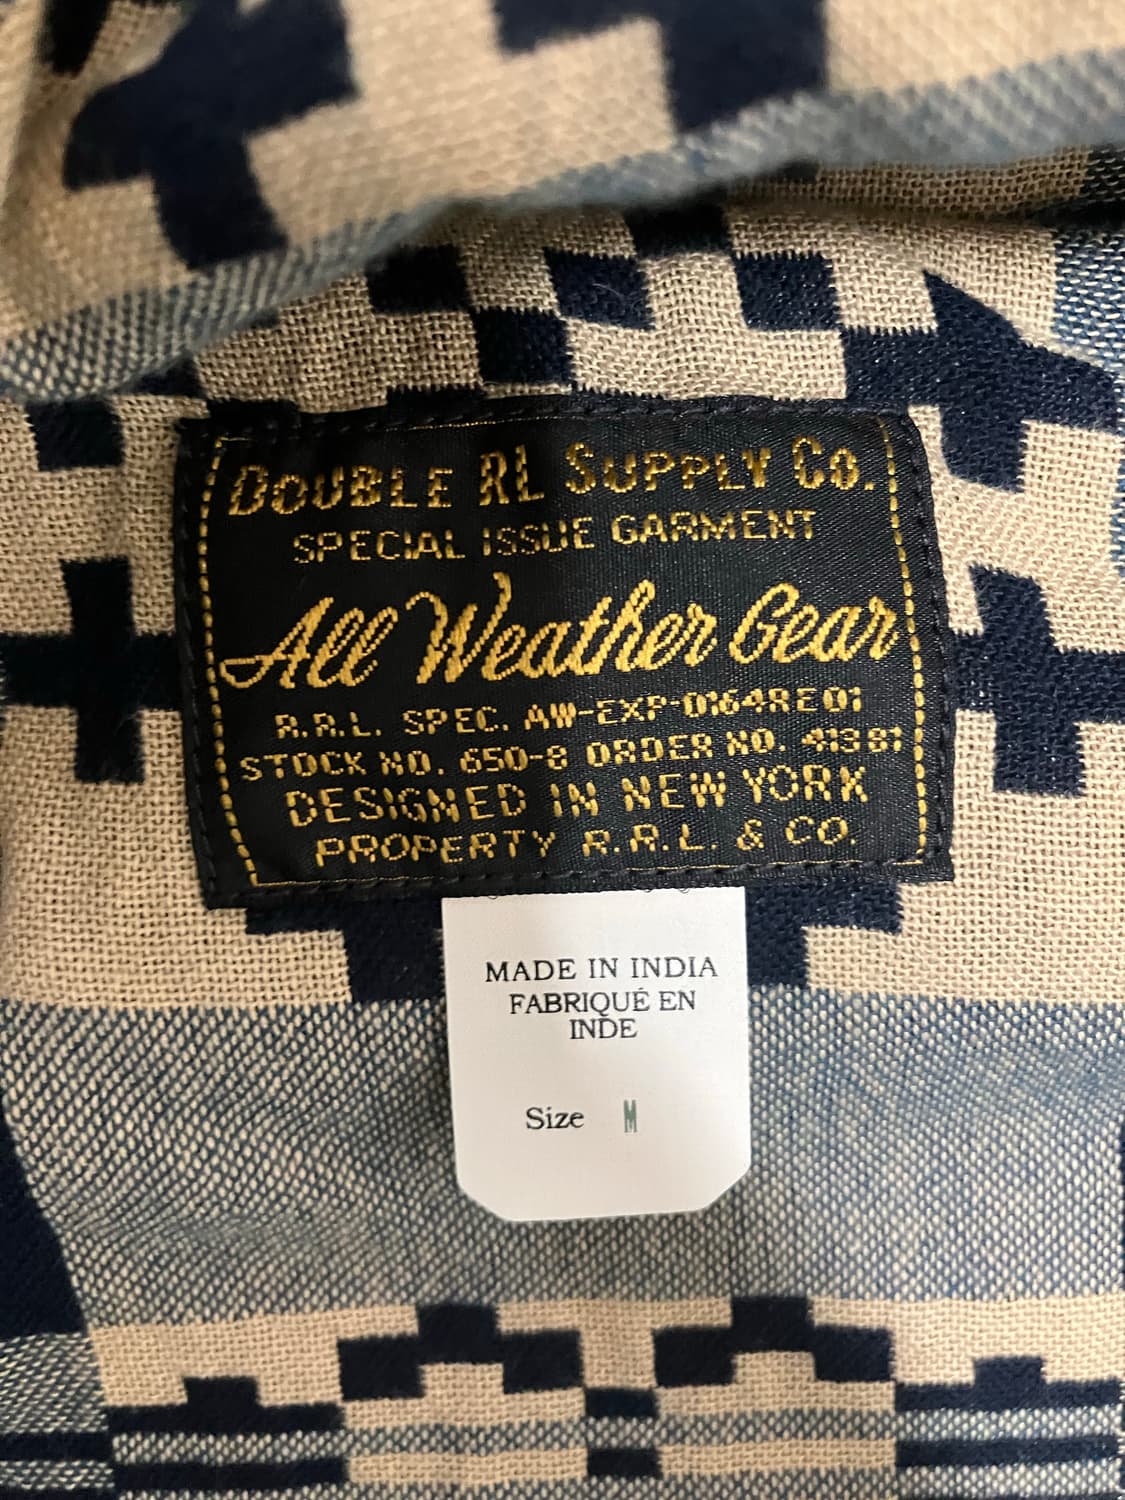 DOUBLE RL SUPPLY CO.
SPECIAL ISSUE GARMENT
All Weather Gear
R.R.L. SPEC. AW-EXP-01648E01
STOCK NO. 650-8 ORDER NO. 41381
DESIGNED IN NEW YORK
PROPERTY R.R.L. & CO.
MADE IN INDIA
FABRIQUÉ EN
INDE
Size M